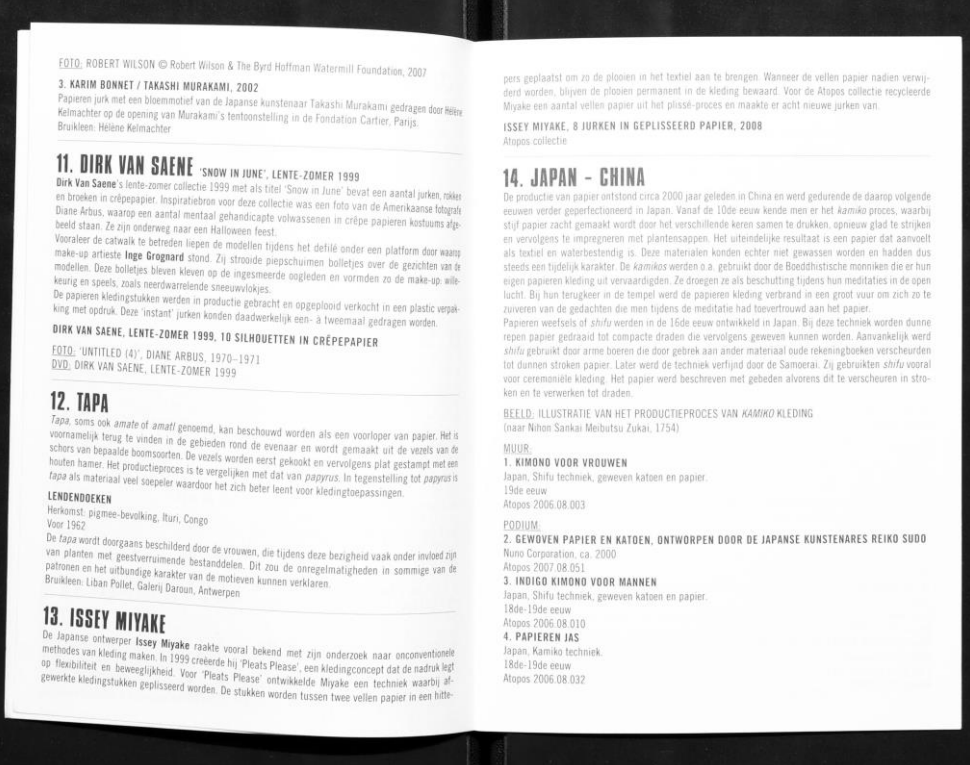 FOTO: ROBERT WILSON © Robert Wilson & The Byrd Hoffman Watermill Foundation, 2007
3. KARIM BONNET / TAKASHI MURAKAMI, 2002
Papieren jurk met een bloemmotief van de Japanse kunstenaar Takashi Murakami gedragen door Hélène
Kelmachter op de opening van Murakami's tentoonstelling in de Fondation Cartier, Parijs.
Bruikleen: Hélène Kelmachter
11. DIRK VAN SAENE 'SNOW IN JUNE', LENTE-ZOMER 1999
Dirk Van Saene's lente-zomer collectie 1999 met als titel 'Snow in June' bevat een aantal jurken, rokken
en broeken in crêpepapier. Inspiratiebron voor deze collectie was een foto van de Amerikaanse fotografe
Diane Arbus, waarop een aantal mentaal gehandicapte volwassenen in crêpe papieren kostuums afge-
beeld staan. Ze zijn onderweg naar een Halloween feest.
Vooraleer de catwalk te betreden liepen de modellen tijdens het defilé onder een platform door waarop
make-up artieste Inge Grognard stond. Zij strooide piepschuimen bolletjes over de gezichten van de
modellen. Deze bolletjes bleven kleven op de ingesmeerde oogleden en vormden zo de make-up: wille-
keurig en speels, zoals neerdwarrelende sneeuwvlokjes.
De papieren kledingstukken werden in productie gebracht en opgeplooid verkocht in een plastic verpak-
king met opdruk. Deze 'instant' jurken konden daadwerkelijk een- à tweemaal gedragen worden.
DIRK VAN SAENE, LENTE-ZOMER 1999, 10 SILHOUETTEN IN CRÊPEPAPIER
FOTO: 'UNTITLED (4)', DIANE ARBUS, 1970-1971
DVD: DIRK VAN SAENE, LENTE-ZOMER 1999
12. TAPA
Tapa, soms ook amate of amatl genoemd, kan beschouwd worden als een voorloper van papier. Het is
voornamelijk terug te vinden in de gebieden rond de evenaar en wordt gemaakt uit de vezels van de
schors van bepaalde boomsoorten. De vezels worden eerst gekookt en vervolgens plat gestampt met een
houten hamer. Het productieproces is te vergelijken met dat van papyrus. In tegenstelling tot papyrus is
tapa als materiaal veel soepeler waardoor het zich beter leent voor kledingtoepassingen.
LENDENDOEKEN
Herkomst: pigmee-bevolking, Ituri, Congo
Voor 1962
De tapa wordt doorgaans beschilderd door de vrouwen, die tijdens deze bezigheid vaak onder invloed zijn
van planten met geestverruimende bestanddelen. Dit zou de onregelmatigheden in sommige van de
patronen en het uitbundige karakter van de motieven kunnen verklaren.
Bruikleen: Liban Pollet, Galerij Daroun, Antwerpen
13. ISSEY MIYAKE
De Japanse ontwerper Issey Miyake raakte vooral bekend met zijn onderzoek naar onconventionele
methodes van kleding maken. In 1999 creëerde hij 'Pleats Please', een kledingconcept dat de nadruk legt
op flexibiliteit en beweeglijkheid. Voor 'Pleats Please' ontwikkelde Miyake een techniek waarbij af-
gewerkte kledingstukken geplisseerd worden. De stukken worden tussen twee vellen papier in een hitte-
pers geplaatst om zo de plooien in het textiel aan te brengen. Wanneer de vellen papier nadien verwij-
derd worden, blijven de plooien permanent in de kleding bewaard. Voor de Atopos collectie recycleerde
Miyake een aantal vellen papier uit het plissé-proces en maakte er acht nieuwe jurken van.
ISSEY MIYAKE, 8 JURKEN IN GEPLISSEERD PAPIER, 2008
Atopos collectie
14. JAPAN - CHINA
De productie van papier ontstond circa 2000 jaar geleden in China en werd gedurende de daarop volgende
eeuwen verder geperfectioneerd in Japan. Vanaf de 10de eeuw kende men er het kamiko proces, waarbij
stijf papier zacht gemaakt wordt door het verschillende keren samen te drukken, opnieuw glad te strijken
en vervolgens te impregneren met plantensappen. Het uiteindelijke resultaat is een papier dat aanvoelt
als textiel en waterbestendig is. Deze materialen konden echter niet gewassen worden en hadden dus
steeds een tijdelijk karakter. De kamikos werden o.a. gebruikt door de Boeddhistische monniken die er hun
eigen papieren kleding uit vervaardigden. Ze droegen ze als beschutting tijdens hun meditaties in de open
lucht. Bij hun terugkeer in de tempel werd de papieren kleding verbrand in een groot vuur om zich zo te
zuiveren van de gedachten die men tijdens de meditatie had toevertrouwd aan het papier.
Papieren weefsels of shifu werden in de 16de eeuw ontwikkeld in Japan. Bij deze techniek worden dunne
repen papier gedraaid tot compacte draden die vervolgens geweven kunnen worden. Aanvankelijk werd
shifu gebruikt door arme boeren die door gebrek aan ander materiaal oude rekeningboeken verscheurden
tot dunnen stroken papier. Later werd de techniek verfijnd door de Samoerai. Zij gebruikten shifu vooral
voor ceremoniële kleding. Het papier werd beschreven met gebeden alvorens dit te verscheuren in stro-
ken en te verwerken tot draden.
BEELD: ILLUSTRATIE VAN HET PRODUCTIEPROCES VAN KAMIKO KLEDING
(naar Nihon Sankai Meibutsu Zukai, 1754)
MUUR:
1. KIMONO VOOR VROUWEN
Japan, Shifu techniek, geweven katoen en papier.
19de eeuw
Atopos 2006.08.003
PODIUM:
2. GEWOVEN PAPIER EN KATOEN, ONTWORPEN DOOR DE JAPANSE KUNSTENARES REIKO SUDO
Nuno Corporation, ca. 2000
Atopos 2007.08.051
3. INDIGO KIMONO VOOR MANNEN
Japan, Shifu techniek, geweven katoen en papier.
18de-19de eeuw
Atopos 2006.08.010
4. PAPIEREN JAS
Japan, Kamiko techniek.
18de-19de eeuw
Atopos 2006.08.032